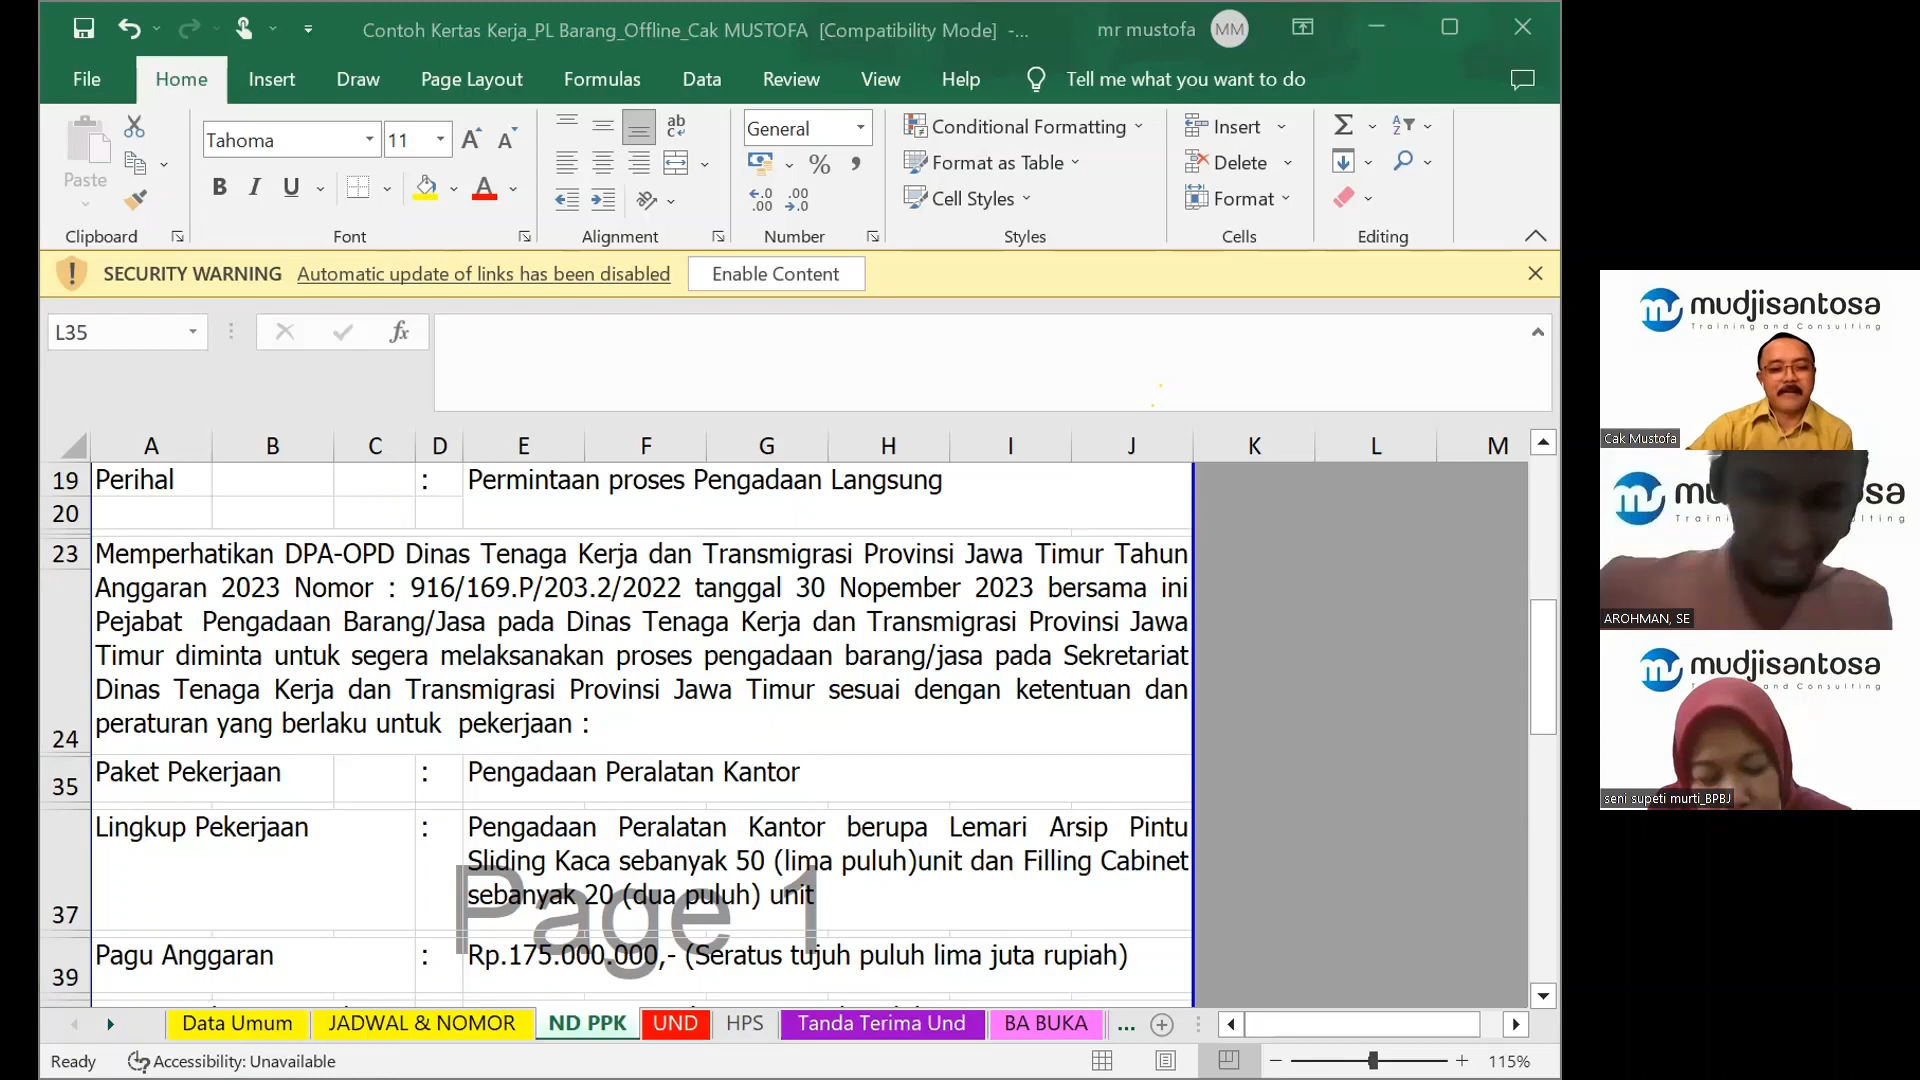 Contoh Kertas Kerja_PL Barang_Offline_Cak MUSTOFA [Compatibility Mode] -...
mr mustofa
MM
File
Home
Insert
Draw
Page Layout
Formulas
Data
Review
View
Help
Tell me what you want to do
Paste
Tahoma
11
General
Conditional Formatting
Format as Table
Cell Styles
Insert
Delete
Format
Clipboard
Font
Alignment
Number
Styles
Cells
Editing
SECURITY WARNING Automatic update of links has been disabled
Enable Content
L35
fx
A B C D E F G H I J K L M
19 Perihal : Permintaan proses Pengadaan Langsung
20
23 Memperhatikan DPA-OPD Dinas Tenaga Kerja dan Transmigrasi Provinsi Jawa Timur Tahun
Anggaran 2023 Nomor : 916/169.P/203.2/2022 tanggal 30 Nopember 2023 bersama ini
Pejabat Pengadaan Barang/Jasa pada Dinas Tenaga Kerja dan Transmigrasi Provinsi Jawa
Timur diminta untuk segera melaksanakan proses pengadaan barang/jasa pada Sekretariat
Dinas Tenaga Kerja dan Transmigrasi Provinsi Jawa Timur sesuai dengan ketentuan dan
24 peraturan yang berlaku untuk pekerjaan :
35 Paket Pekerjaan : Pengadaan Peralatan Kantor
Lingkup Pekerjaan : Pengadaan Peralatan Kantor berupa Lemari Arsip Pintu
Sliding Kaca sebanyak 50 (lima puluh)unit dan Filling Cabinet
37 sebanyak 20 (dua puluh) unit
Page 1
39 Pagu Anggaran : Rp.175.000.000,- (Seratus tujuh puluh lima juta rupiah)
Data Umum
JADWAL & NOMOR
ND PPK
UND
HPS
Tanda Terima Und
BA BUKA
...
Ready
Accessibility: Unavailable
115%
mudjisantosa
Training and Consulting
Cak Mustofa
AROHMAN, SE
mudjisantosa
seni supeti murti_BPBJ